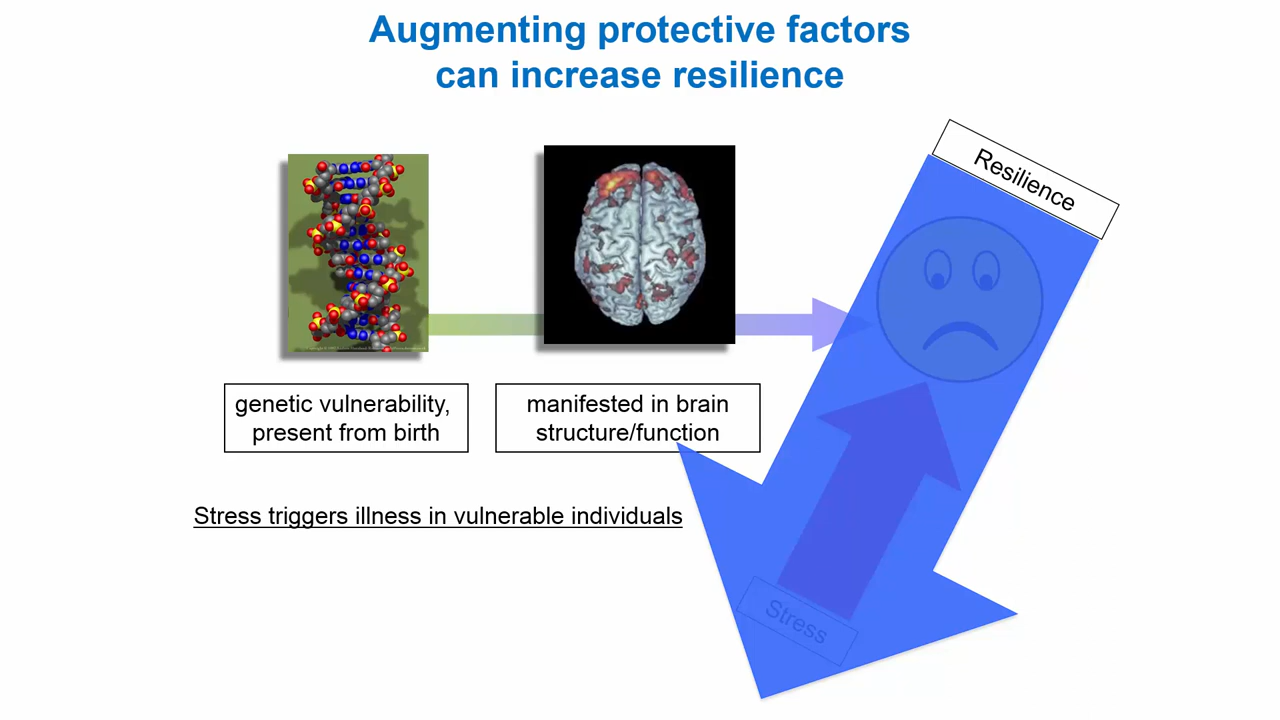 Augmenting protective factors
can increase resilience
Resilience
genetic vulnerability,
present from birth
manifested in brain
structure/function
Stress triggers illness in vulnerable individuals
Stress